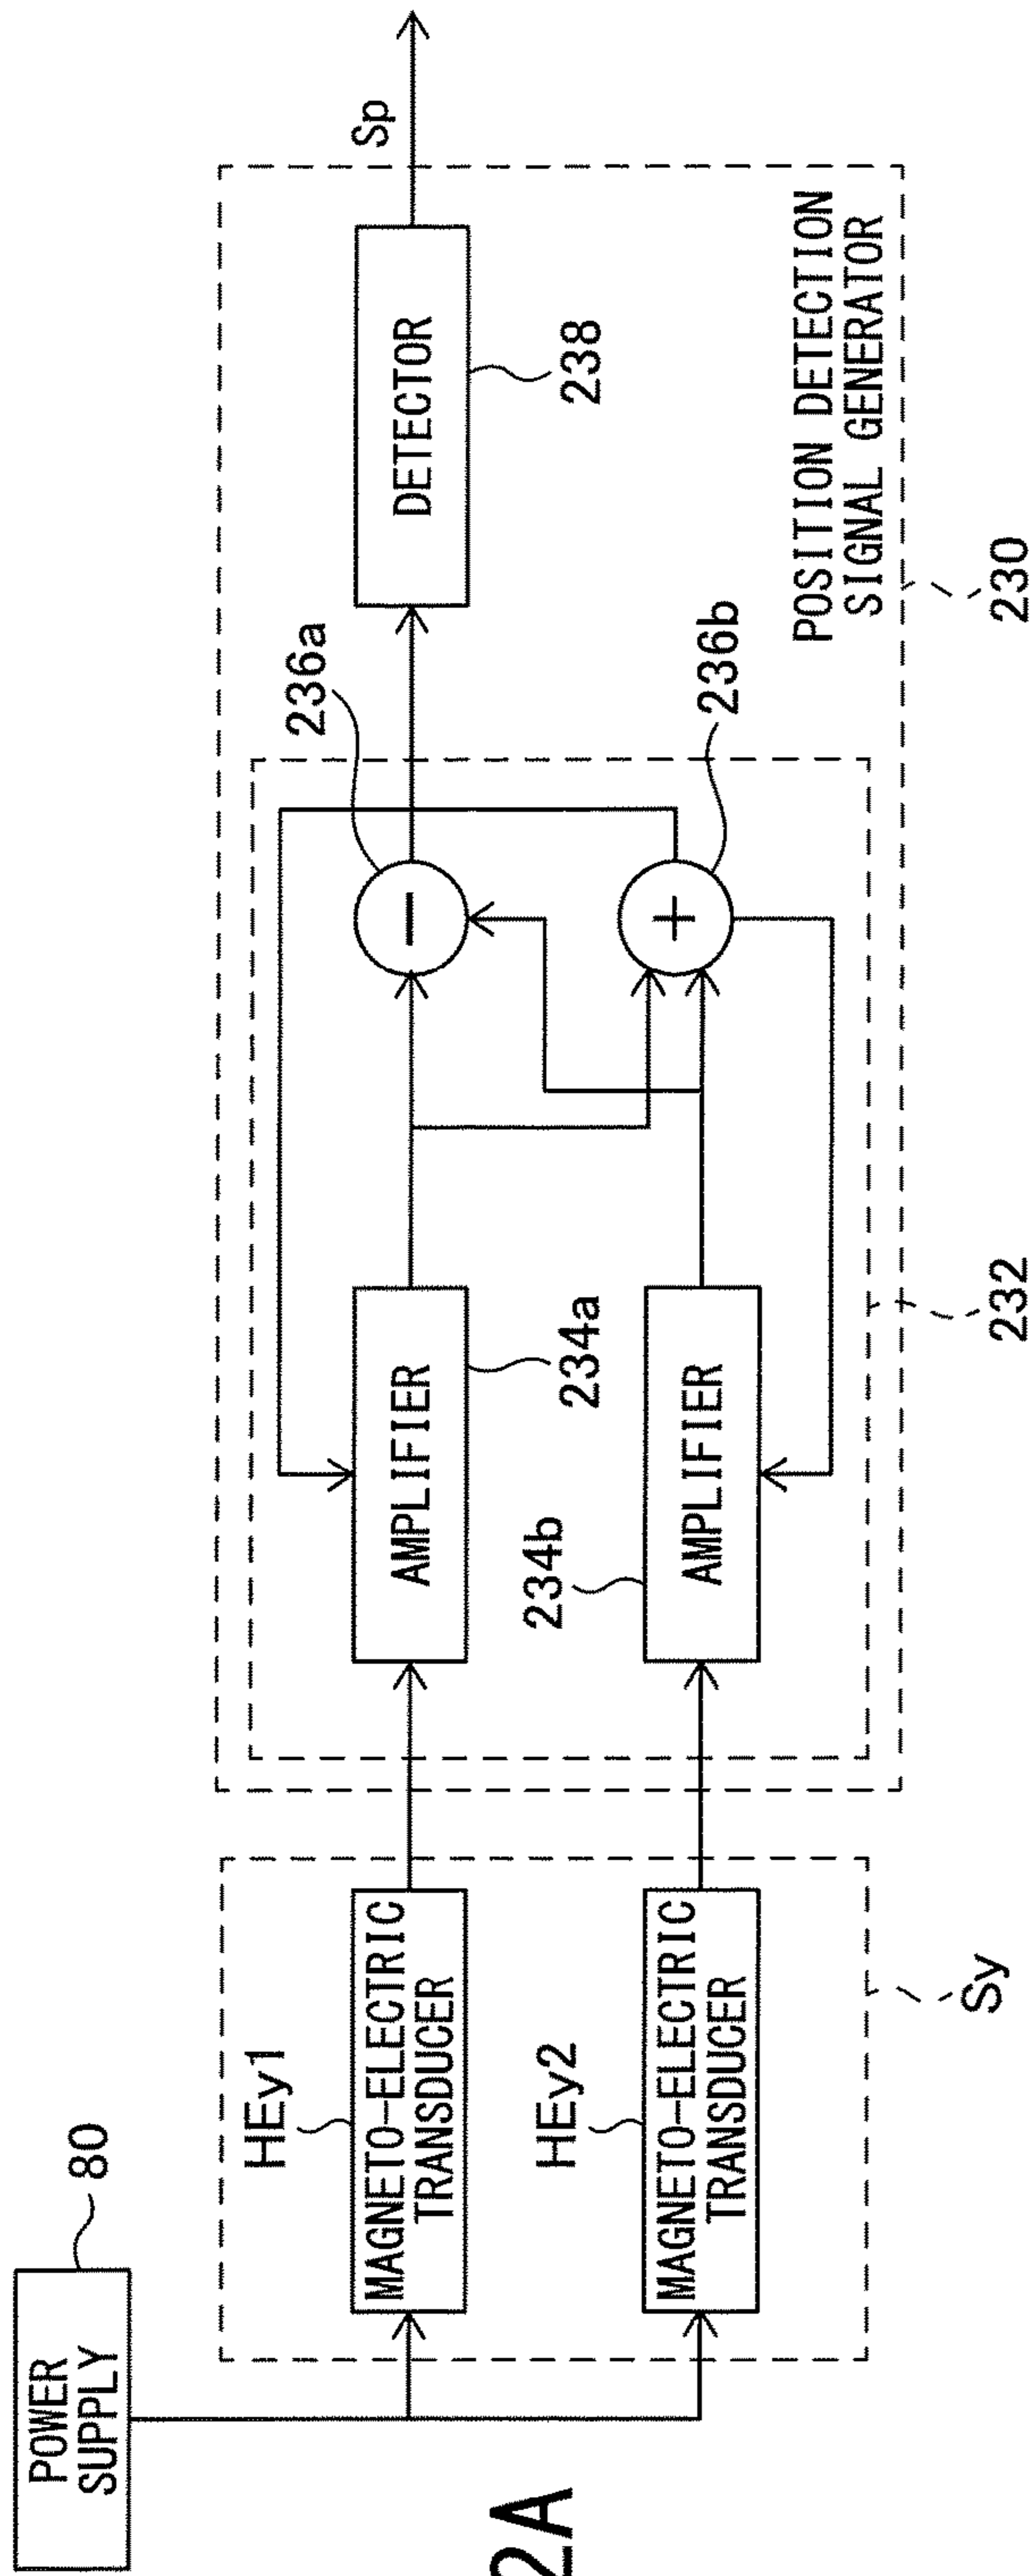 POWER
SUPPLY
80
HEy1
MAGNETO-ELECTRIC
TRANSDUCER
HEy2
MAGNETO-ELECTRIC
TRANSDUCER
Sy
AMPLIFIER
234a
234b
AMPLIFIER
232
236a
−
236b
+
DETECTOR
238
Sp
POSITION DETECTION
SIGNAL GENERATOR
230
2A